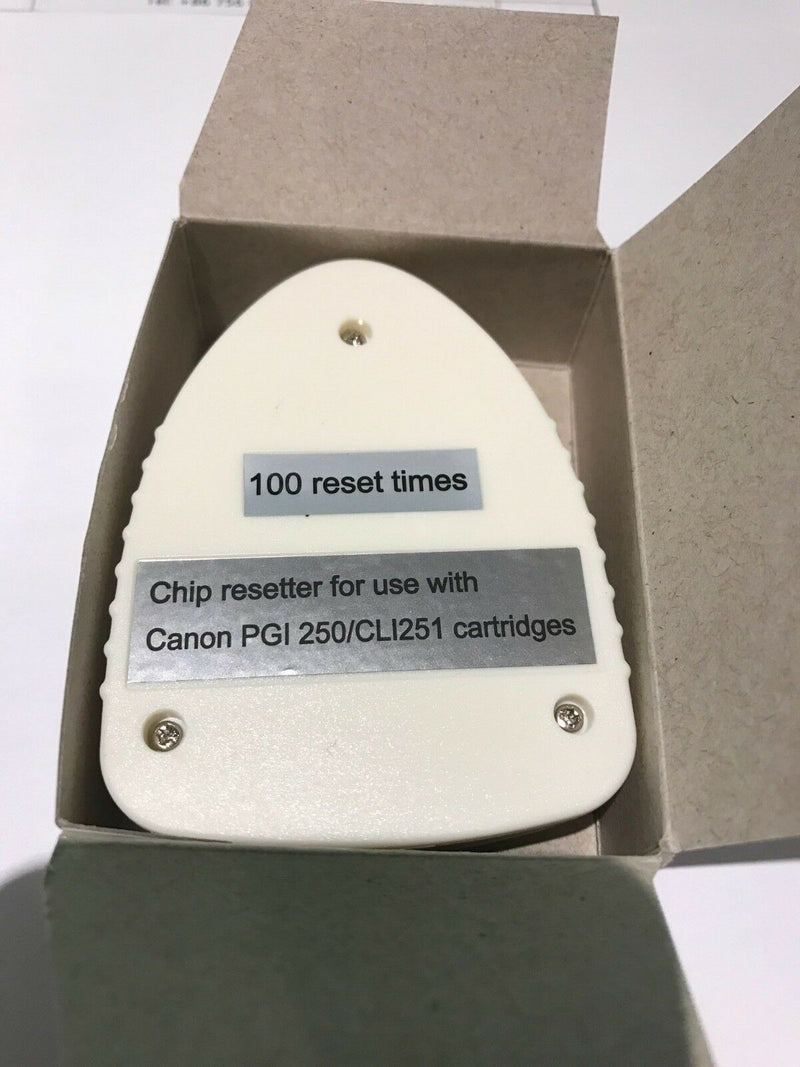 100 reset times
Chip resetter for use with
Canon PGI 250/CLI251 cartridges